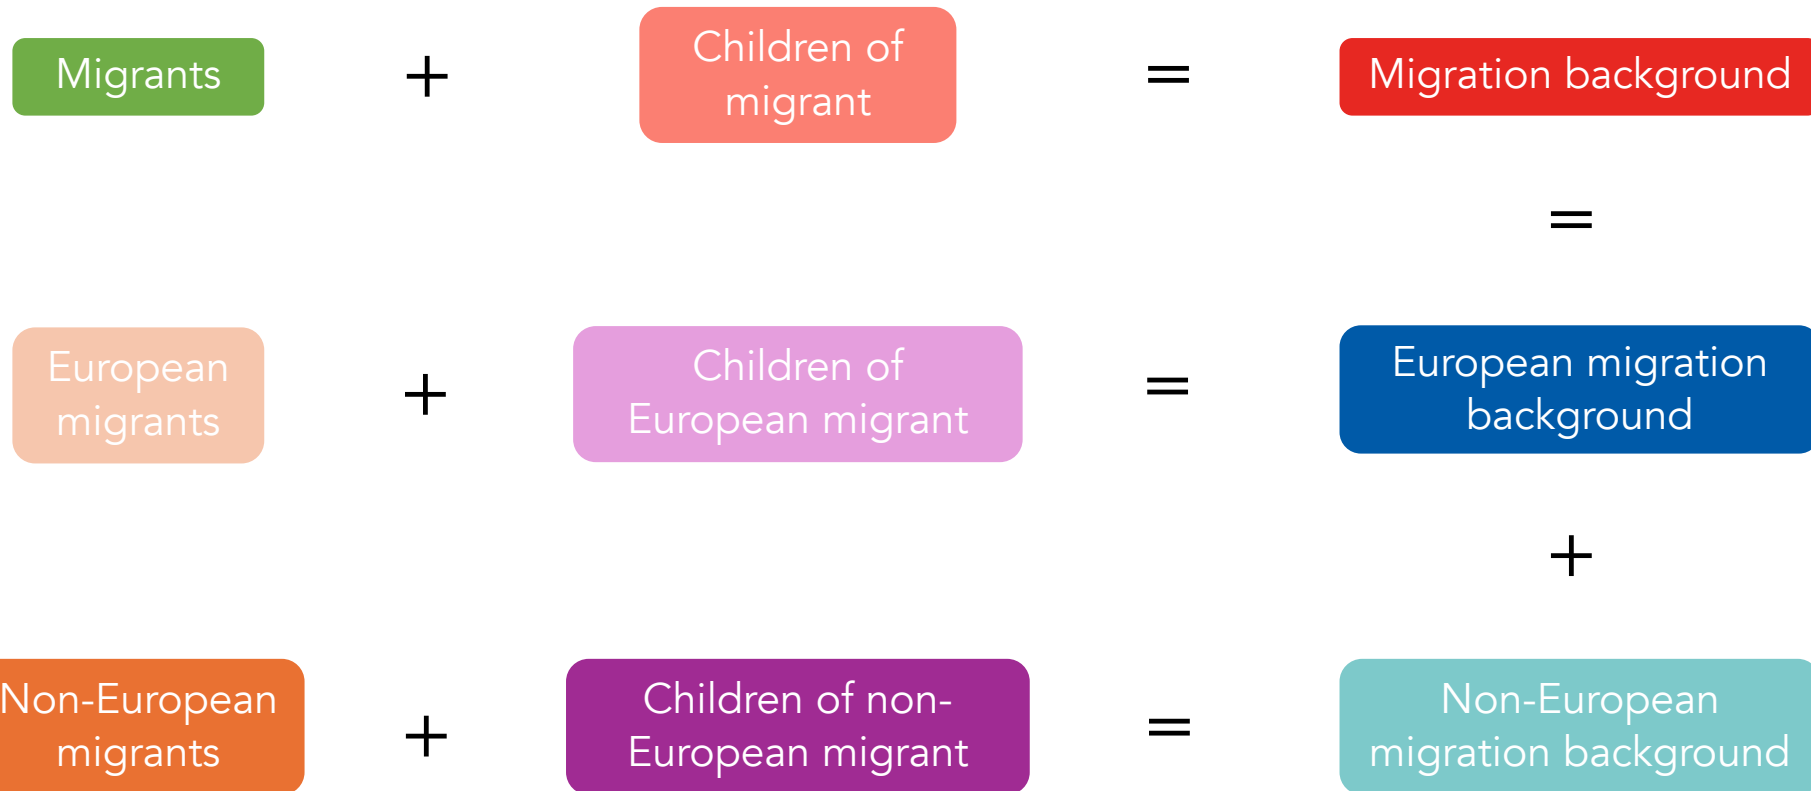 Migrants
+
Children of
migrant
=
Migration background
=
European
migrants
+
Children of
European migrant
=
European migration
background
+
Non-European
migrants
+
Children of non-
European migrant
=
Non-European
migration background